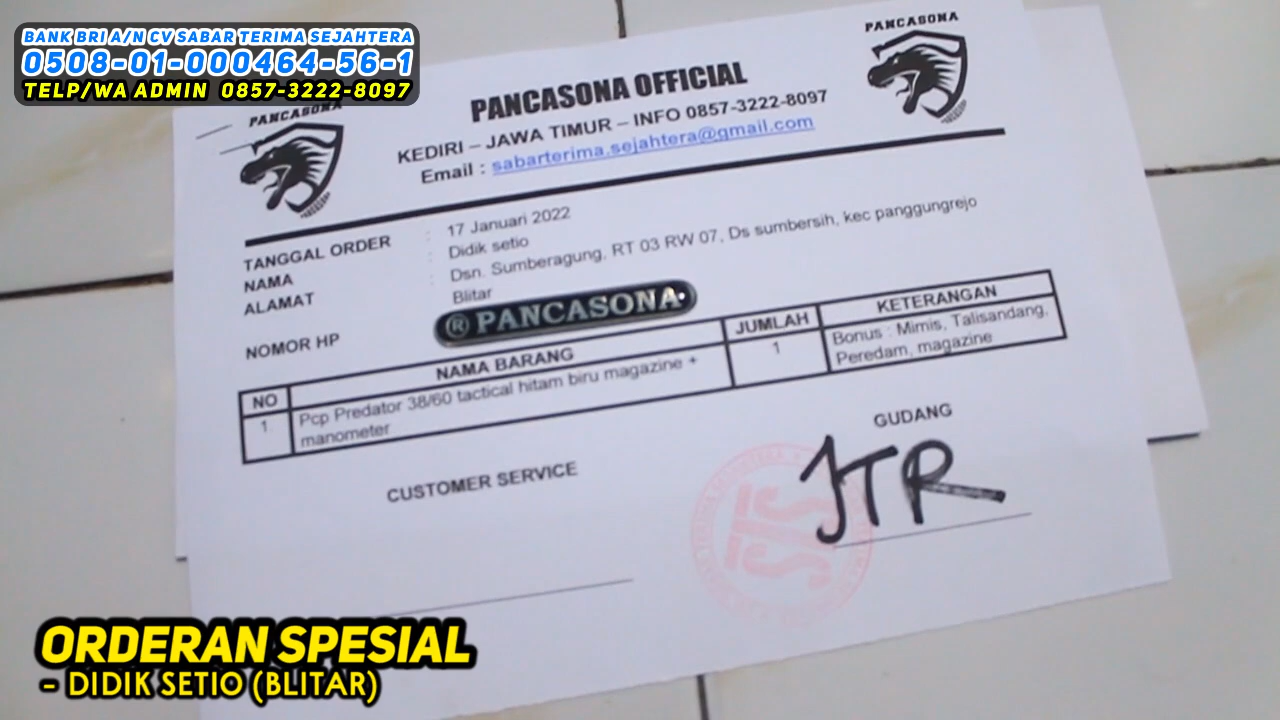 BANK BRI A/N CV SABAR TERIMA SEJAHTERA
0508-01-000464-56-1
TELP/WA ADMIN 0857-3222-8097
PANCASONA
PANCASONA
PANCASONA OFFICIAL
KEDIRI – JAWA TIMUR – INFO 0857-3222-8097
Email : sabarterima.sejahtera@gmail.com
TANGGAL ORDER : 17 Januari 2022
NAMA : Didik setio
ALAMAT : Dsn. Sumberagung, RT 03 RW 07, Ds sumbersih, kec panggungrejo
Blitar
NOMOR HP
® PANCASONA
NO NAMA BARANG JUMLAH KETERANGAN
1 Pcp Predator 38/60 tactical hitam biru magazine + 1 Bonus : Mimis, Talisandang,
manometer Peredam, magazine
CUSTOMER SERVICE GUDANG
JTR
STS
ORDERAN SPESIAL
- DIDIK SETIO (BLITAR)